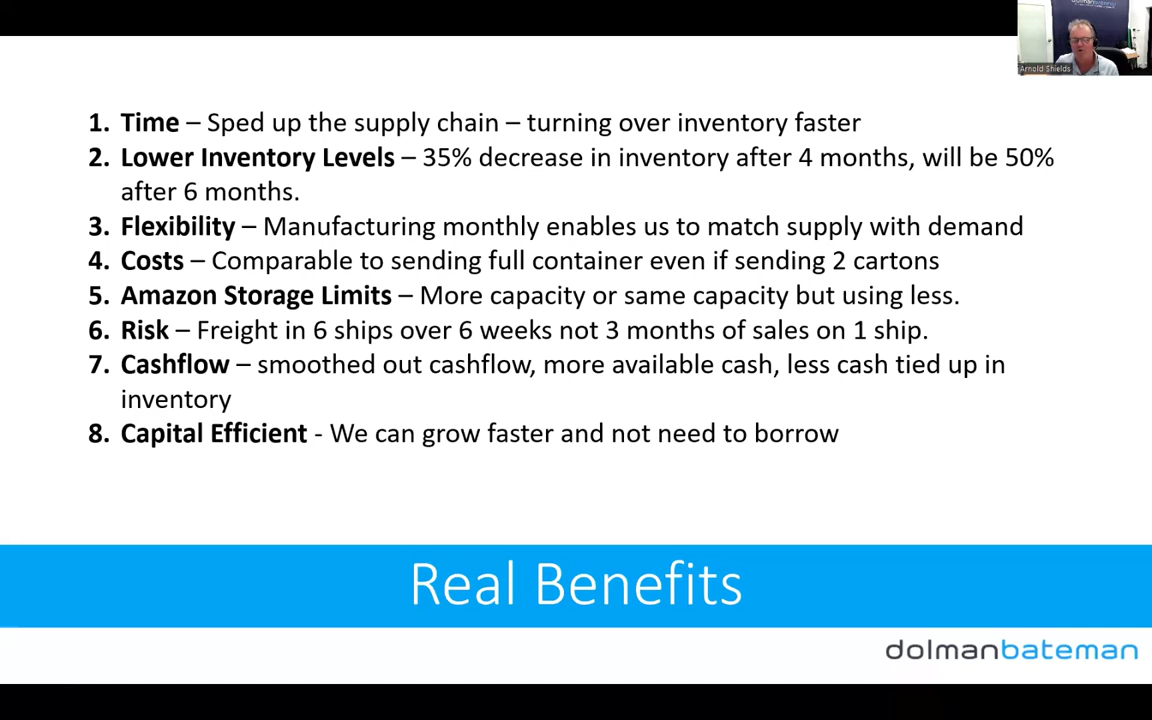 Arnold Shields
1. Time – Sped up the supply chain – turning over inventory faster
2. Lower Inventory Levels – 35% decrease in inventory after 4 months, will be 50%
after 6 months.
3. Flexibility – Manufacturing monthly enables us to match supply with demand
4. Costs – Comparable to sending full container even if sending 2 cartons
5. Amazon Storage Limits – More capacity or same capacity but using less.
6. Risk – Freight in 6 ships over 6 weeks not 3 months of sales on 1 ship.
7. Cashflow – smoothed out cashflow, more available cash, less cash tied up in
inventory
8. Capital Efficient - We can grow faster and not need to borrow
Real Benefits
dolmanbateman